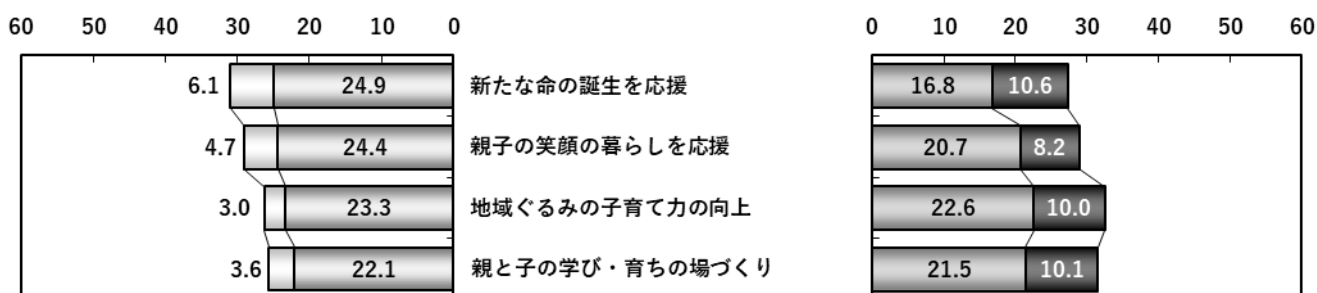 60 50 40 30 20 10 0 0 10 20 30 40 50 60
6.1 24.9 新たな命の誕生を応援 16.8 10.6
4.7 24.4 親子の笑顔の暮らしを応援 20.7 8.2
3.0 23.3 地域ぐるみの子育て力の向上 22.6 10.0
3.6 22.1 親と子の学び・育ちの場づくり 21.5 10.1